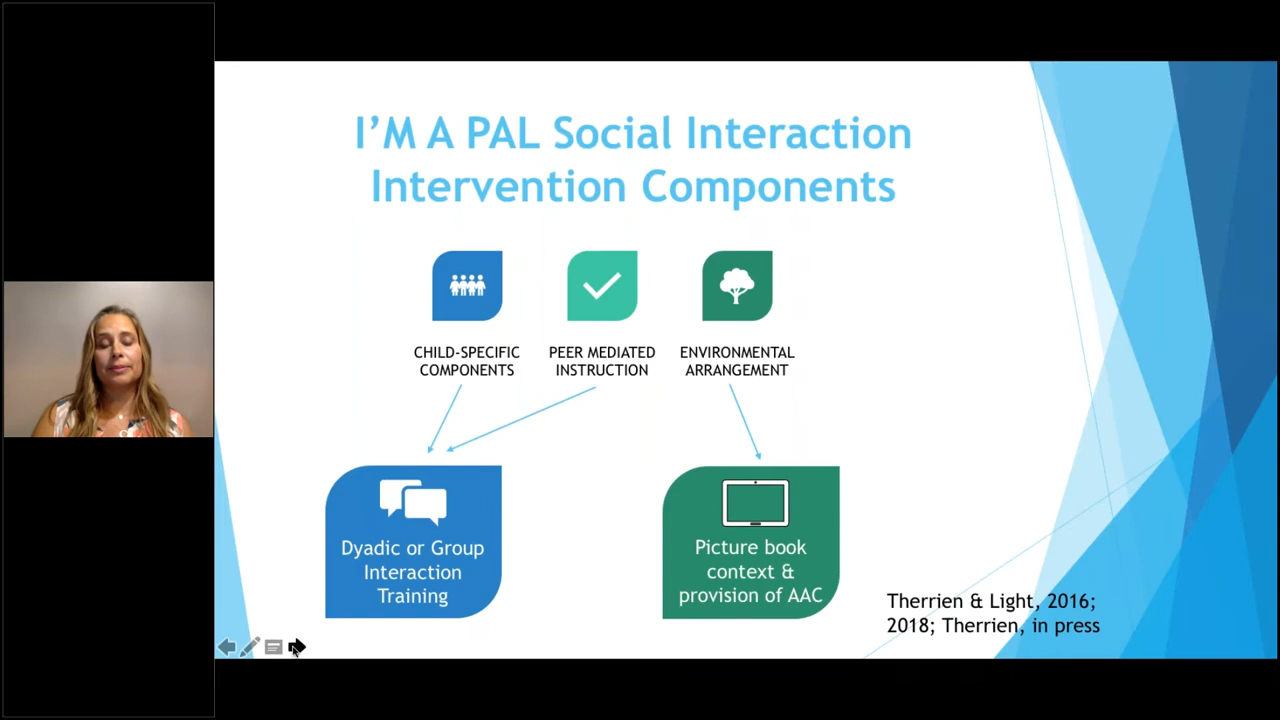 I’M A PAL Social Interaction
Intervention Components
CHILD-SPECIFIC
COMPONENTS
PEER MEDIATED
INSTRUCTION
ENVIRONMENTAL
ARRANGEMENT
Dyadic or Group
Interaction
Training
Picture book
context &
provision of AAC
Therrien & Light, 2016;
2018; Therrien, in press